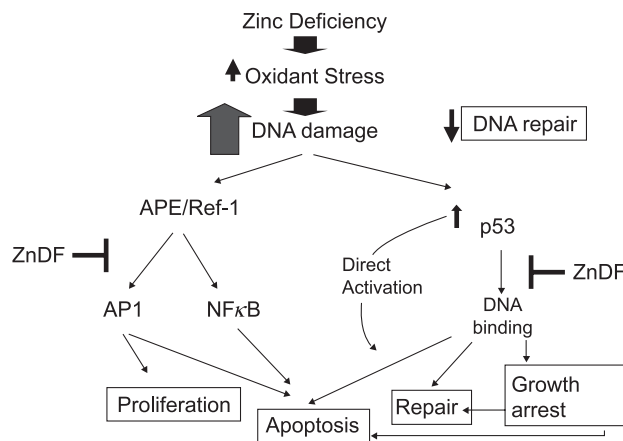 Zinc Deficiency
Oxidant Stress
DNA damage
DNA repair
APE/Ref-1
p53
ZnDF
Direct
Activation
ZnDF
AP1
NFκB
DNA
binding
Proliferation
Apoptosis
Repair
Growth
arrest